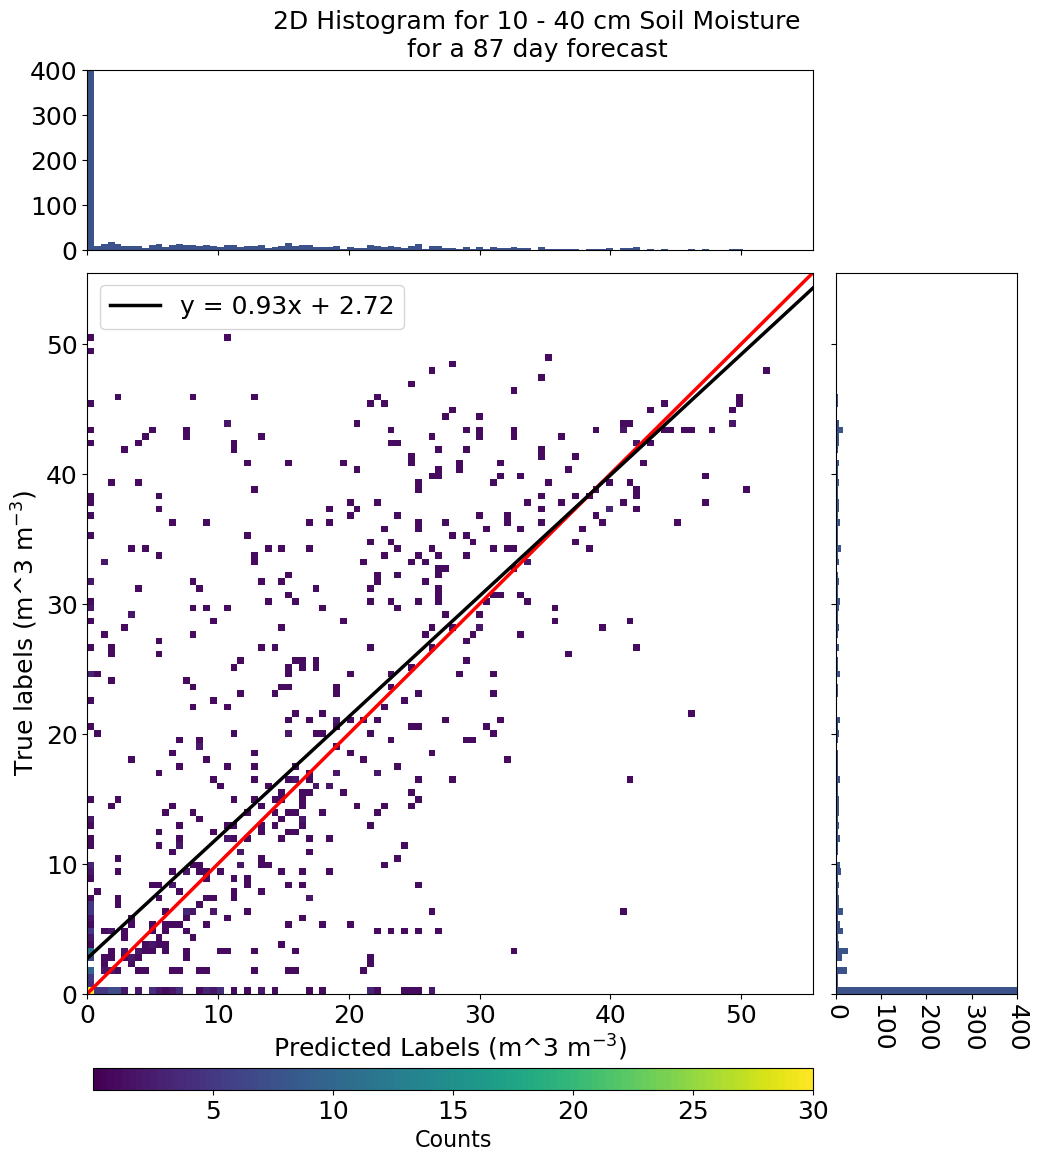 2D Histogram for 10 - 40 cm Soil Moisture
for a 87 day forecast
400
300
200
100
0
y = 0.93x + 2.72
50
40
30
20
10
0
True labels (m^3 m⁻³)
0 10 20 30 40 50
Predicted Labels (m^3 m⁻³)
0 100 200 300 400
5 10 15 20 25 30
Counts